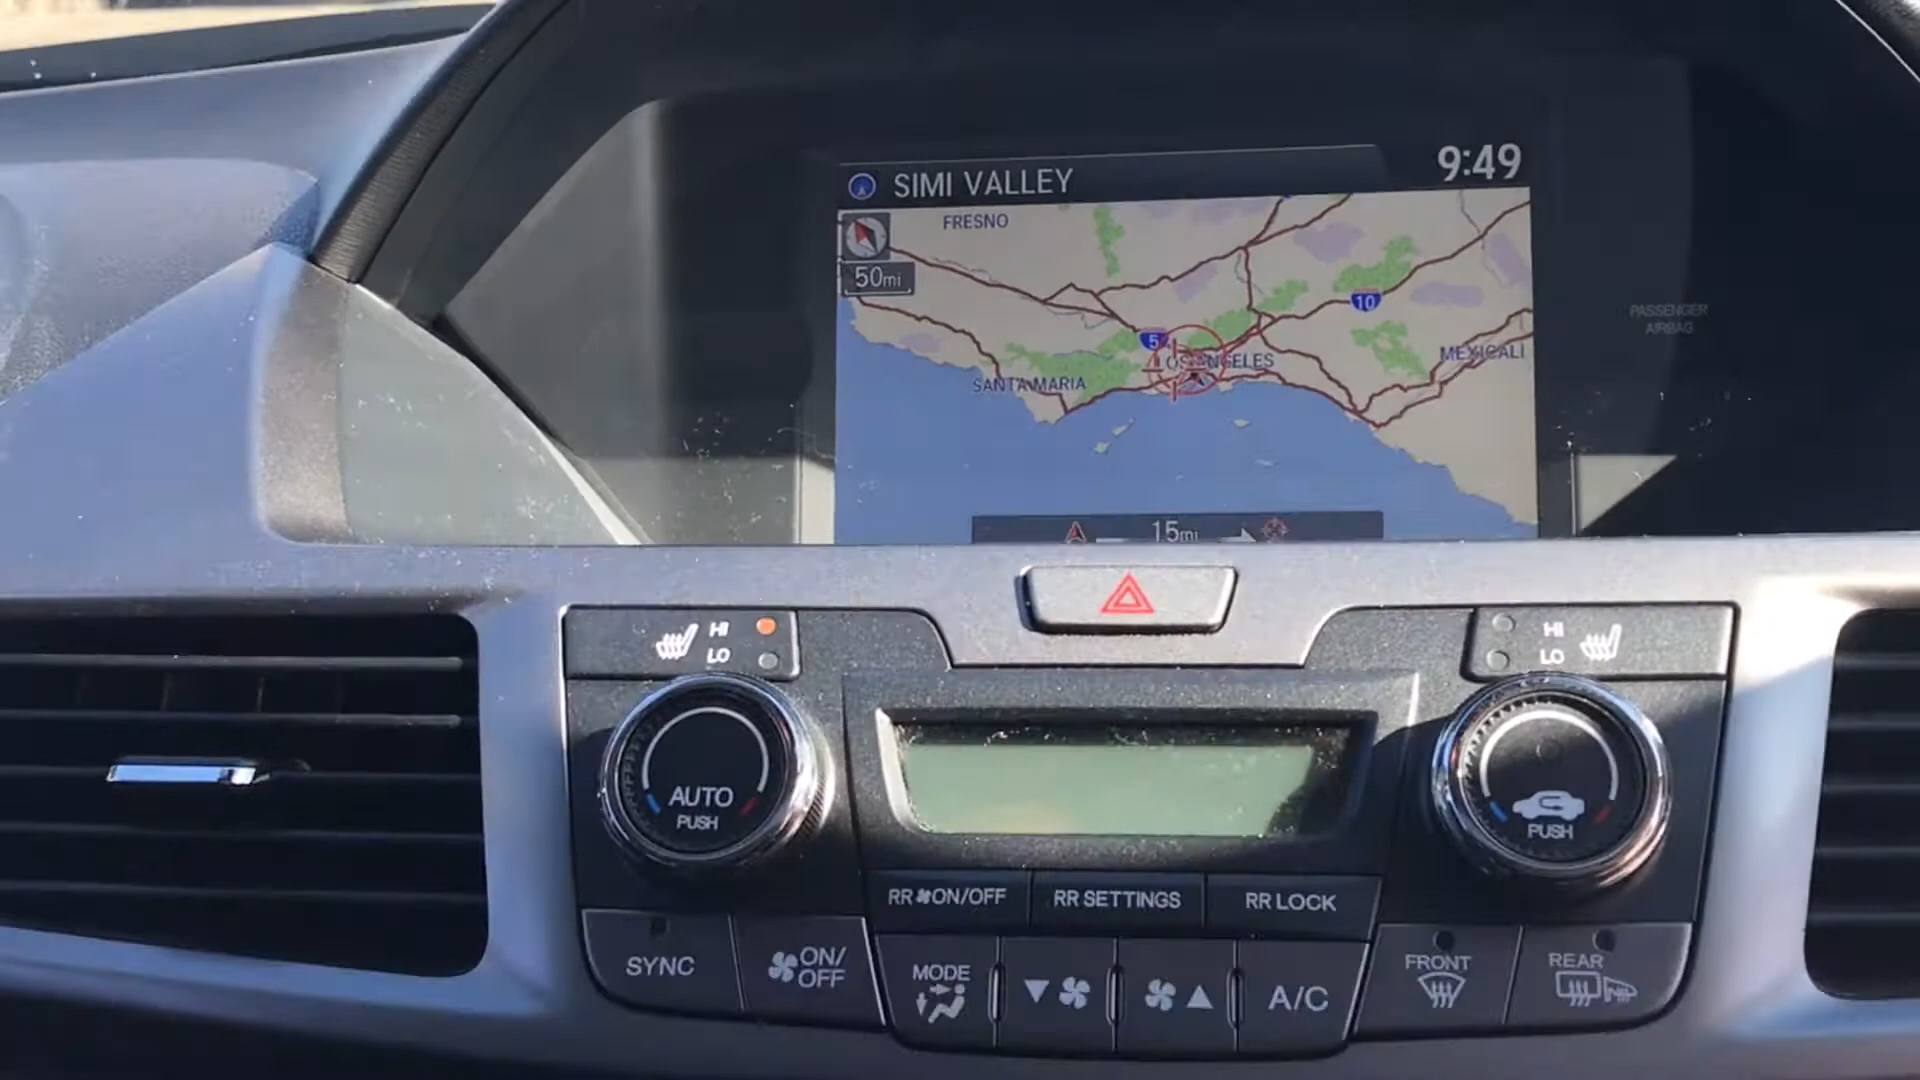 SIMI VALLEY
9:49
FRESNO
50mi
10
5
LOS ANGELES
MEXICALI
SANTA MARIA
15mi
PASSENGER
AIRBAG
HI
LO
HI
LO
AUTO
PUSH
PUSH
RR ON/OFF
RR SETTINGS
RR LOCK
SYNC
ON/
OFF
MODE
A/C
FRONT
REAR